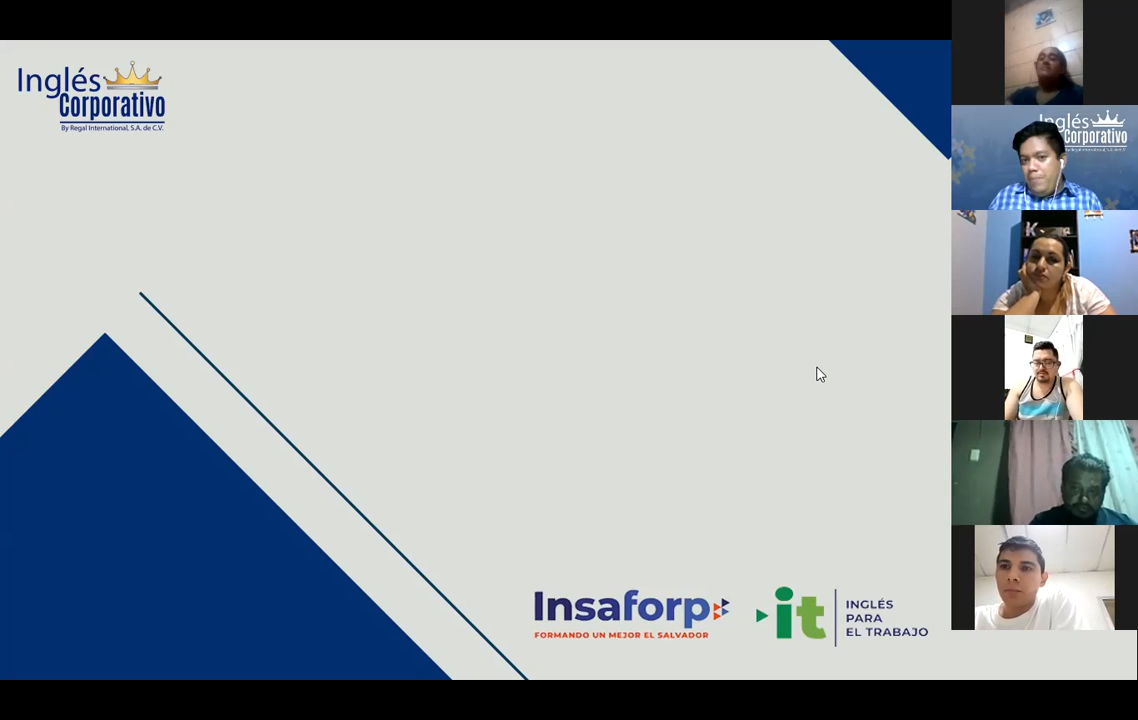 Inglés
Corporativo
By Regal International, S.A. de C.V.
Inglés
Corporativo
K
Insaforp
FORMANDO UN MEJOR EL SALVADOR
it
INGLÉS
PARA
EL TRABAJO